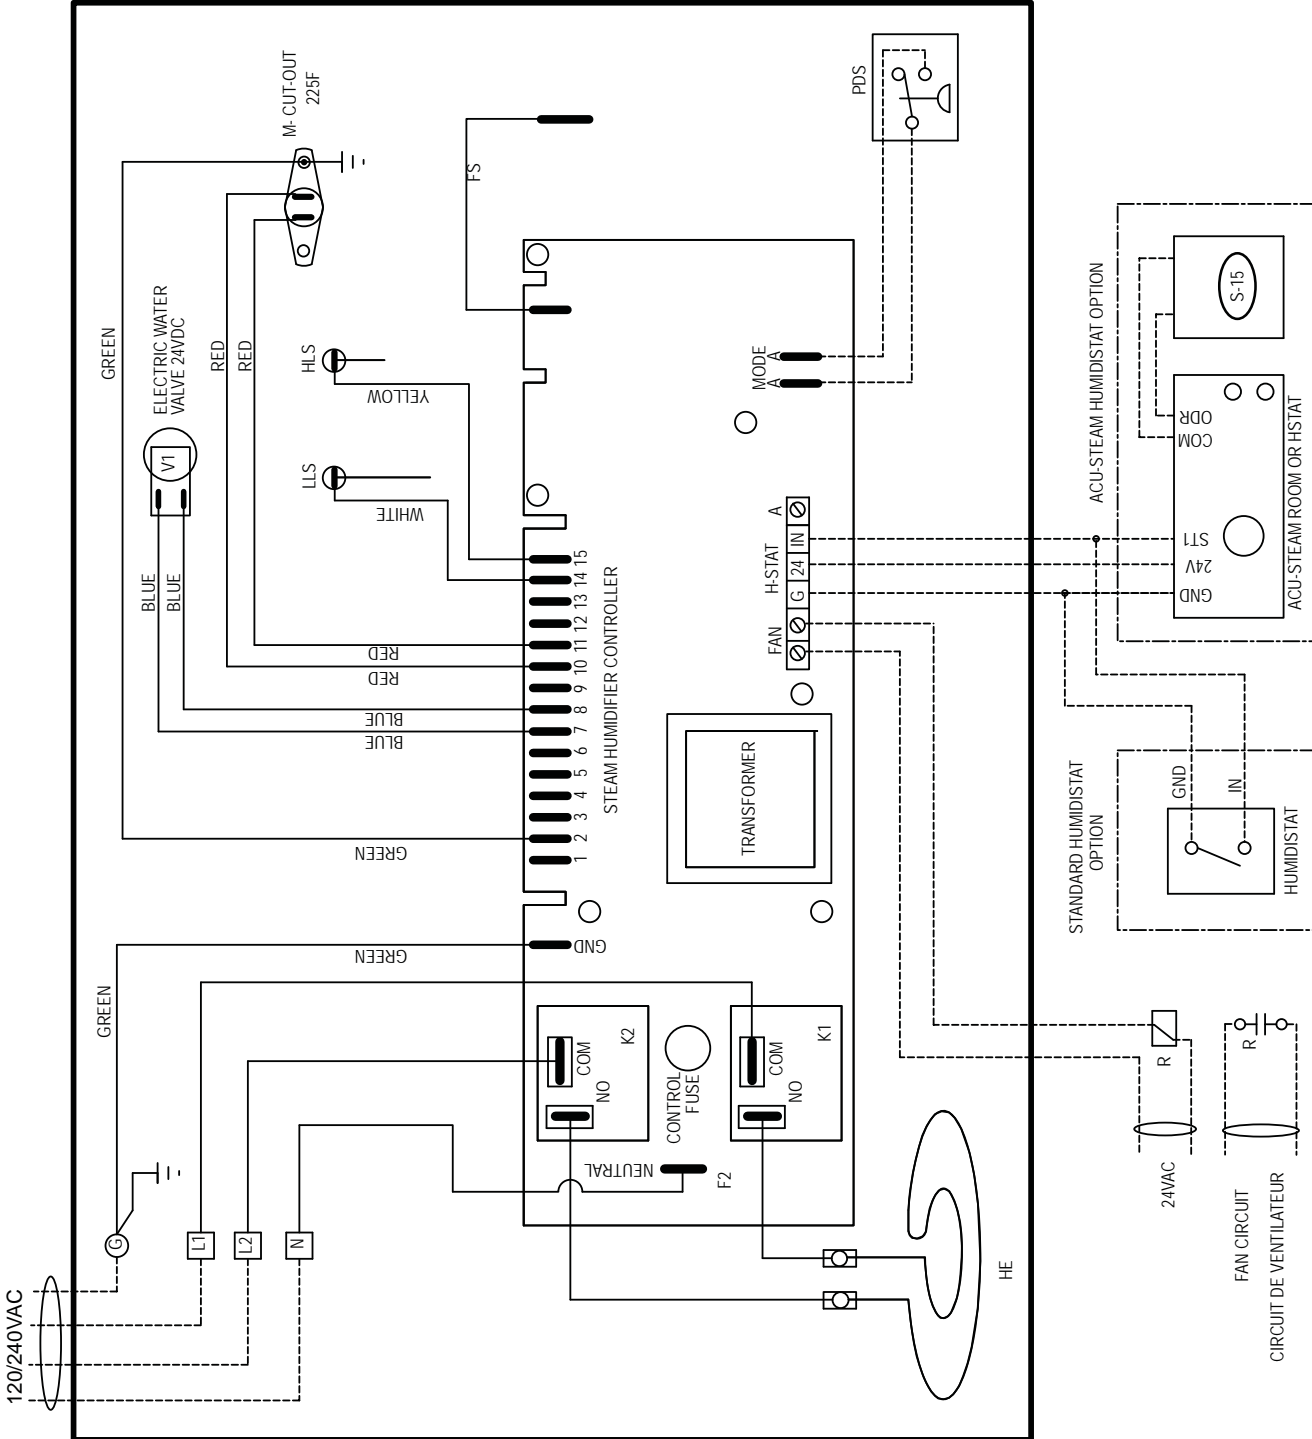 120/240VAC
G
L1
L2
N
GREEN
GREEN
GREEN
GREEN
ELECTRIC WATER
VALVE 24VDC
V1
BLUE
BLUE
BLUE
BLUE
RED
RED
RED
RED
M- CUT-OUT
225F
HLS
YELLOW
LLS
WHITE
FS
GND
1
2
3
4
5
6
7
8
9
10
11
12
13
14
15
STEAM HUMIDIFIER CONTROLLER
K2
COM
NO
CONTROL
FUSE
NEUTRAL
F2
K1
COM
NO
TRANSFORMER
MODE
A
A
FAN
H-STAT
G
24
IN
A
PDS
HE
ACU-STEAM HUMIDISTAT OPTION
S-15
ODR
COM
ST1
24V
GND
ACU-STEAM ROOM OR HSTAT
STANDARD HUMIDISTAT
OPTION
GND
IN
HUMIDISTAT
R
24VAC
R
FAN CIRCUIT
CIRCUIT DE VENTILATEUR